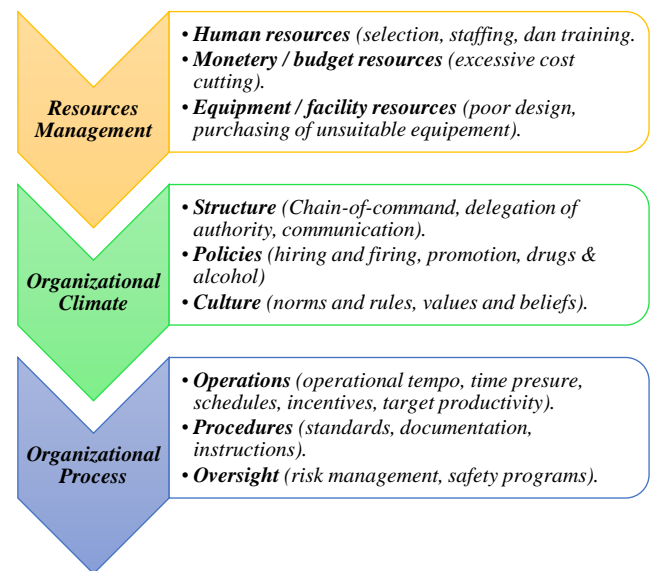 Resources
Management
• Human resources (selection, staffing, dan training.
• Monetery / budget resources (excessive cost
cutting).
• Equipment / facility resources (poor design,
purchasing of unsuitable equipement).
Organizational
Climate
• Structure (Chain-of-command, delegation of
authority, communication).
• Policies (hiring and firing, promotion, drugs &
alcohol)
• Culture (norms and rules, values and beliefs).
Organizational
Process
• Operations (operational tempo, time presure,
schedules, incentives, target productivity).
• Procedures (standards, documentation,
instructions).
• Oversight (risk management, safety programs).